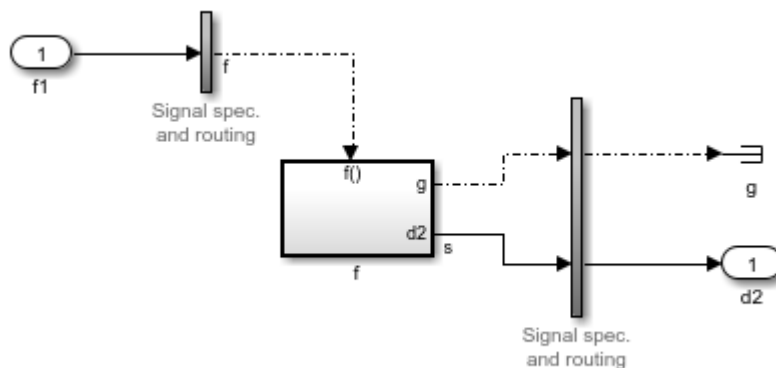 1
f1
f
Signal spec.
and routing
f()
g
d2
s
f
g
1
d2
Signal spec.
and routing